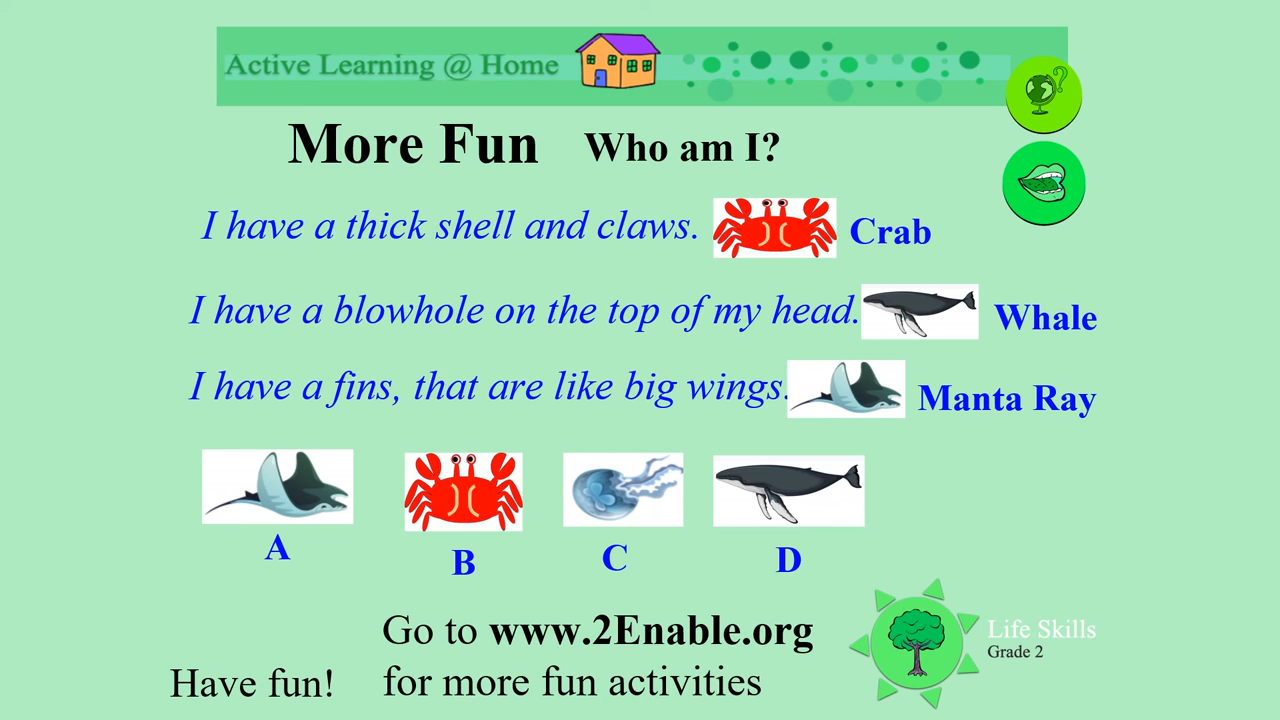 Active Learning @ Home
More Fun Who am I?
I have a thick shell and claws. Crab
I have a blowhole on the top of my head. Whale
I have a fins, that are like big wings. Manta Ray
A B C D
Go to www.2Enable.org
for more fun activities
Have fun!
Life Skills
Grade 2